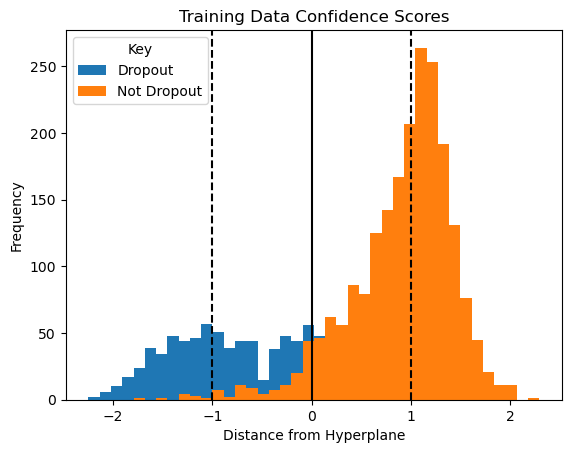 Training Data Confidence Scores
Key
Dropout
Not Dropout
Frequency
250
200
150
100
50
0
−2
−1
0
1
2
Distance from Hyperplane